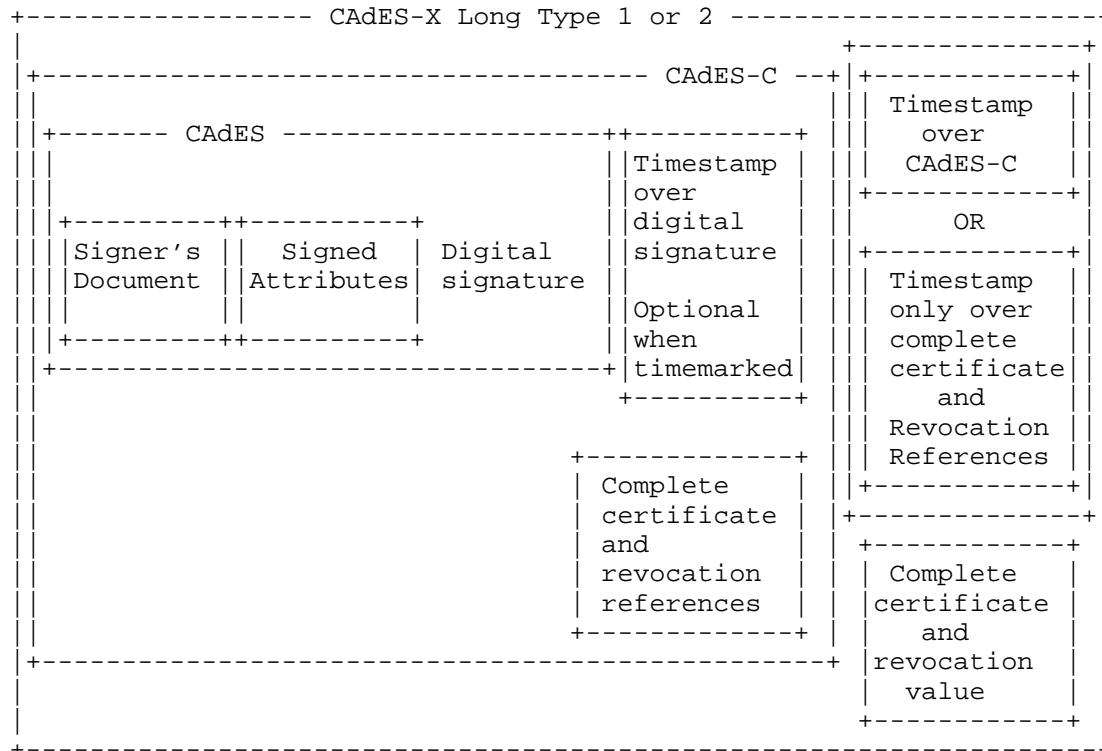 CAdES-X Long Type 1 or 2
CAdES-C
Timestamp
over
CAdES-C
OR
Timestamp
only over
complete
certificate
and
Revocation
References
CAdES
Timestamp
over
digital
signature
Optional
when
timemarked
Signer's
Document
Signed
Attributes
Digital
signature
Complete
certificate
and
revocation
references
Complete
certificate
and
revocation
value